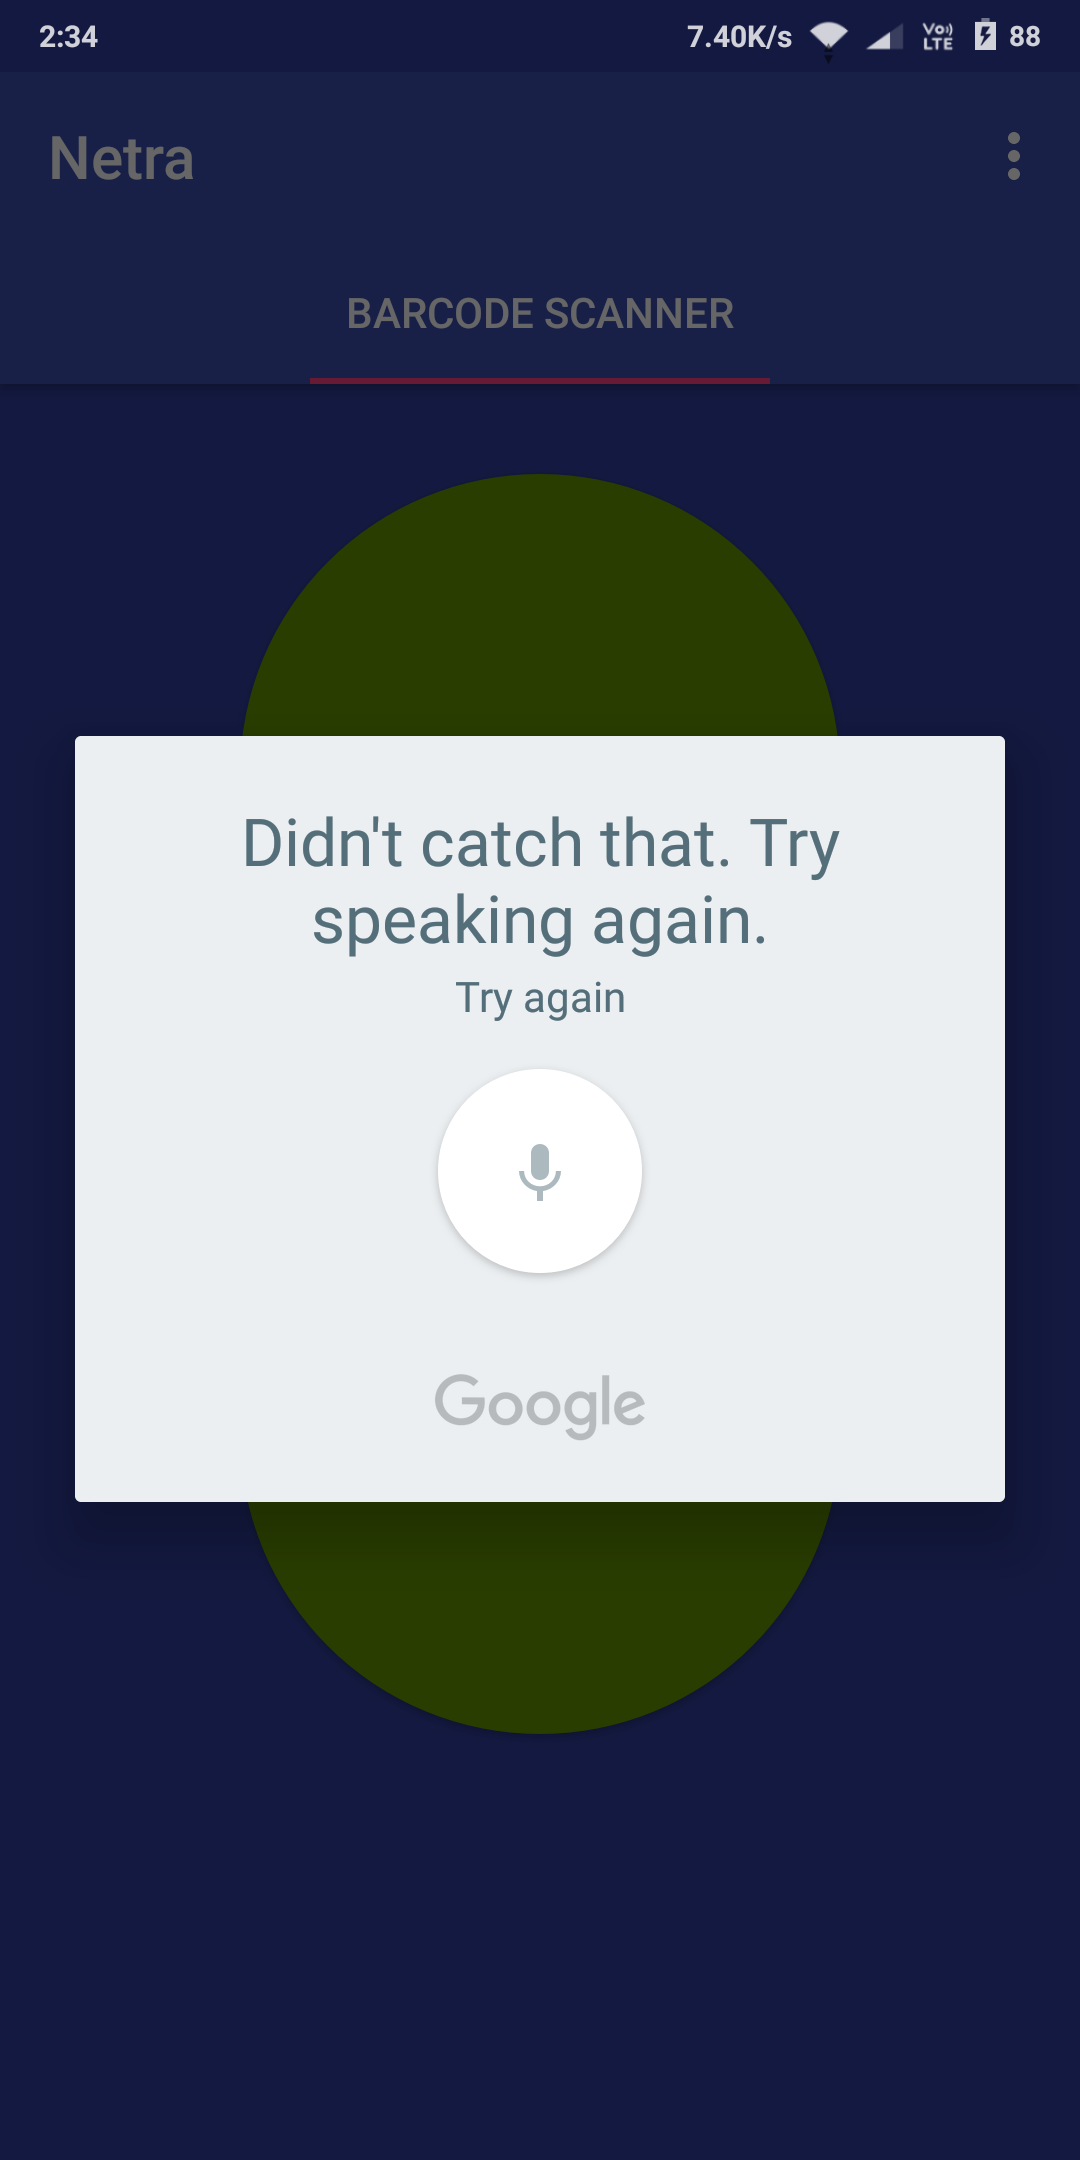 2:34 7.40K/s Vo) LTE 88
Netra
BARCODE SCANNER
Didn't catch that. Try
speaking again.
Try again
Google